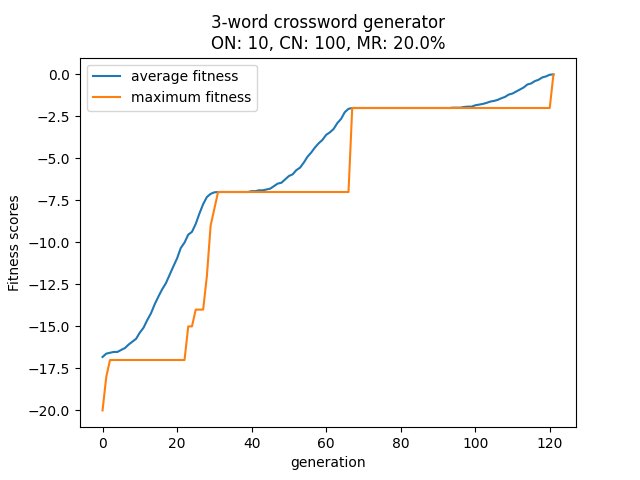 3-word crossword generator
ON: 10, CN: 100, MR: 20.0%
average fitness
maximum fitness
0.0
−2.5
−5.0
−7.5
−10.0
−12.5
−15.0
−17.5
−20.0
Fitness scores
0 20 40 60 80 100 120
generation